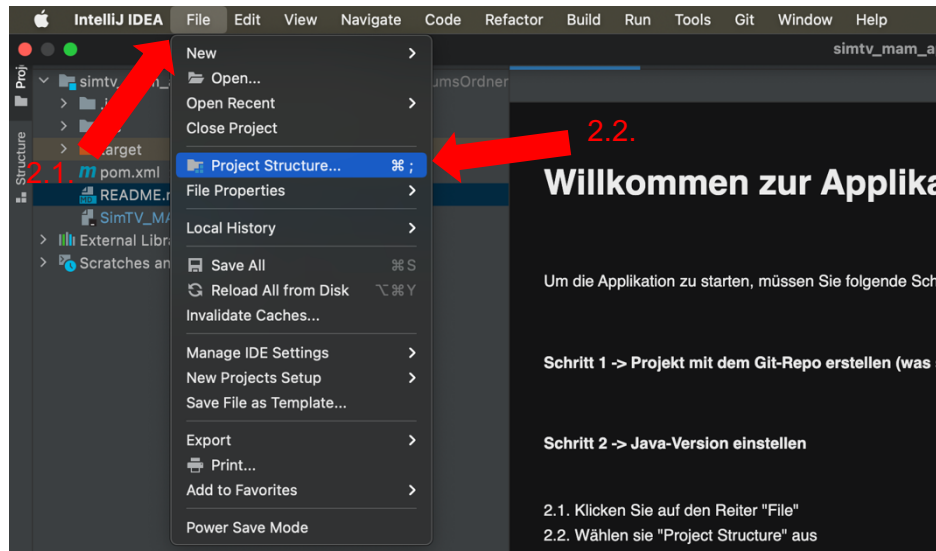 IntelliJ IDEA File Edit View Navigate Code Refactor Build Run Tools Git Window Help
simtv_mam_a
Proj
Structure
simtv_
umsOrdner
pom.xml
README.
SimTV_MA
External Libr
Scratches an
2.1.
New
Open...
Open Recent
Close Project
Project Structure... ⌘ ;
File Properties
Local History
Save All ⌘ S
Reload All from Disk ⌥ ⌘ Y
Invalidate Caches...
Manage IDE Settings
New Projects Setup
Save File as Template...
Export
Print...
Add to Favorites
Power Save Mode
2.2.
Willkommen zur Applika
Um die Applikation zu starten, müssen Sie folgende Sch
Schritt 1 -> Projekt mit dem Git-Repo erstellen (was
Schritt 2 -> Java-Version einstellen
2.1. Klicken Sie auf den Reiter "File"
2.2. Wählen sie "Project Structure" aus